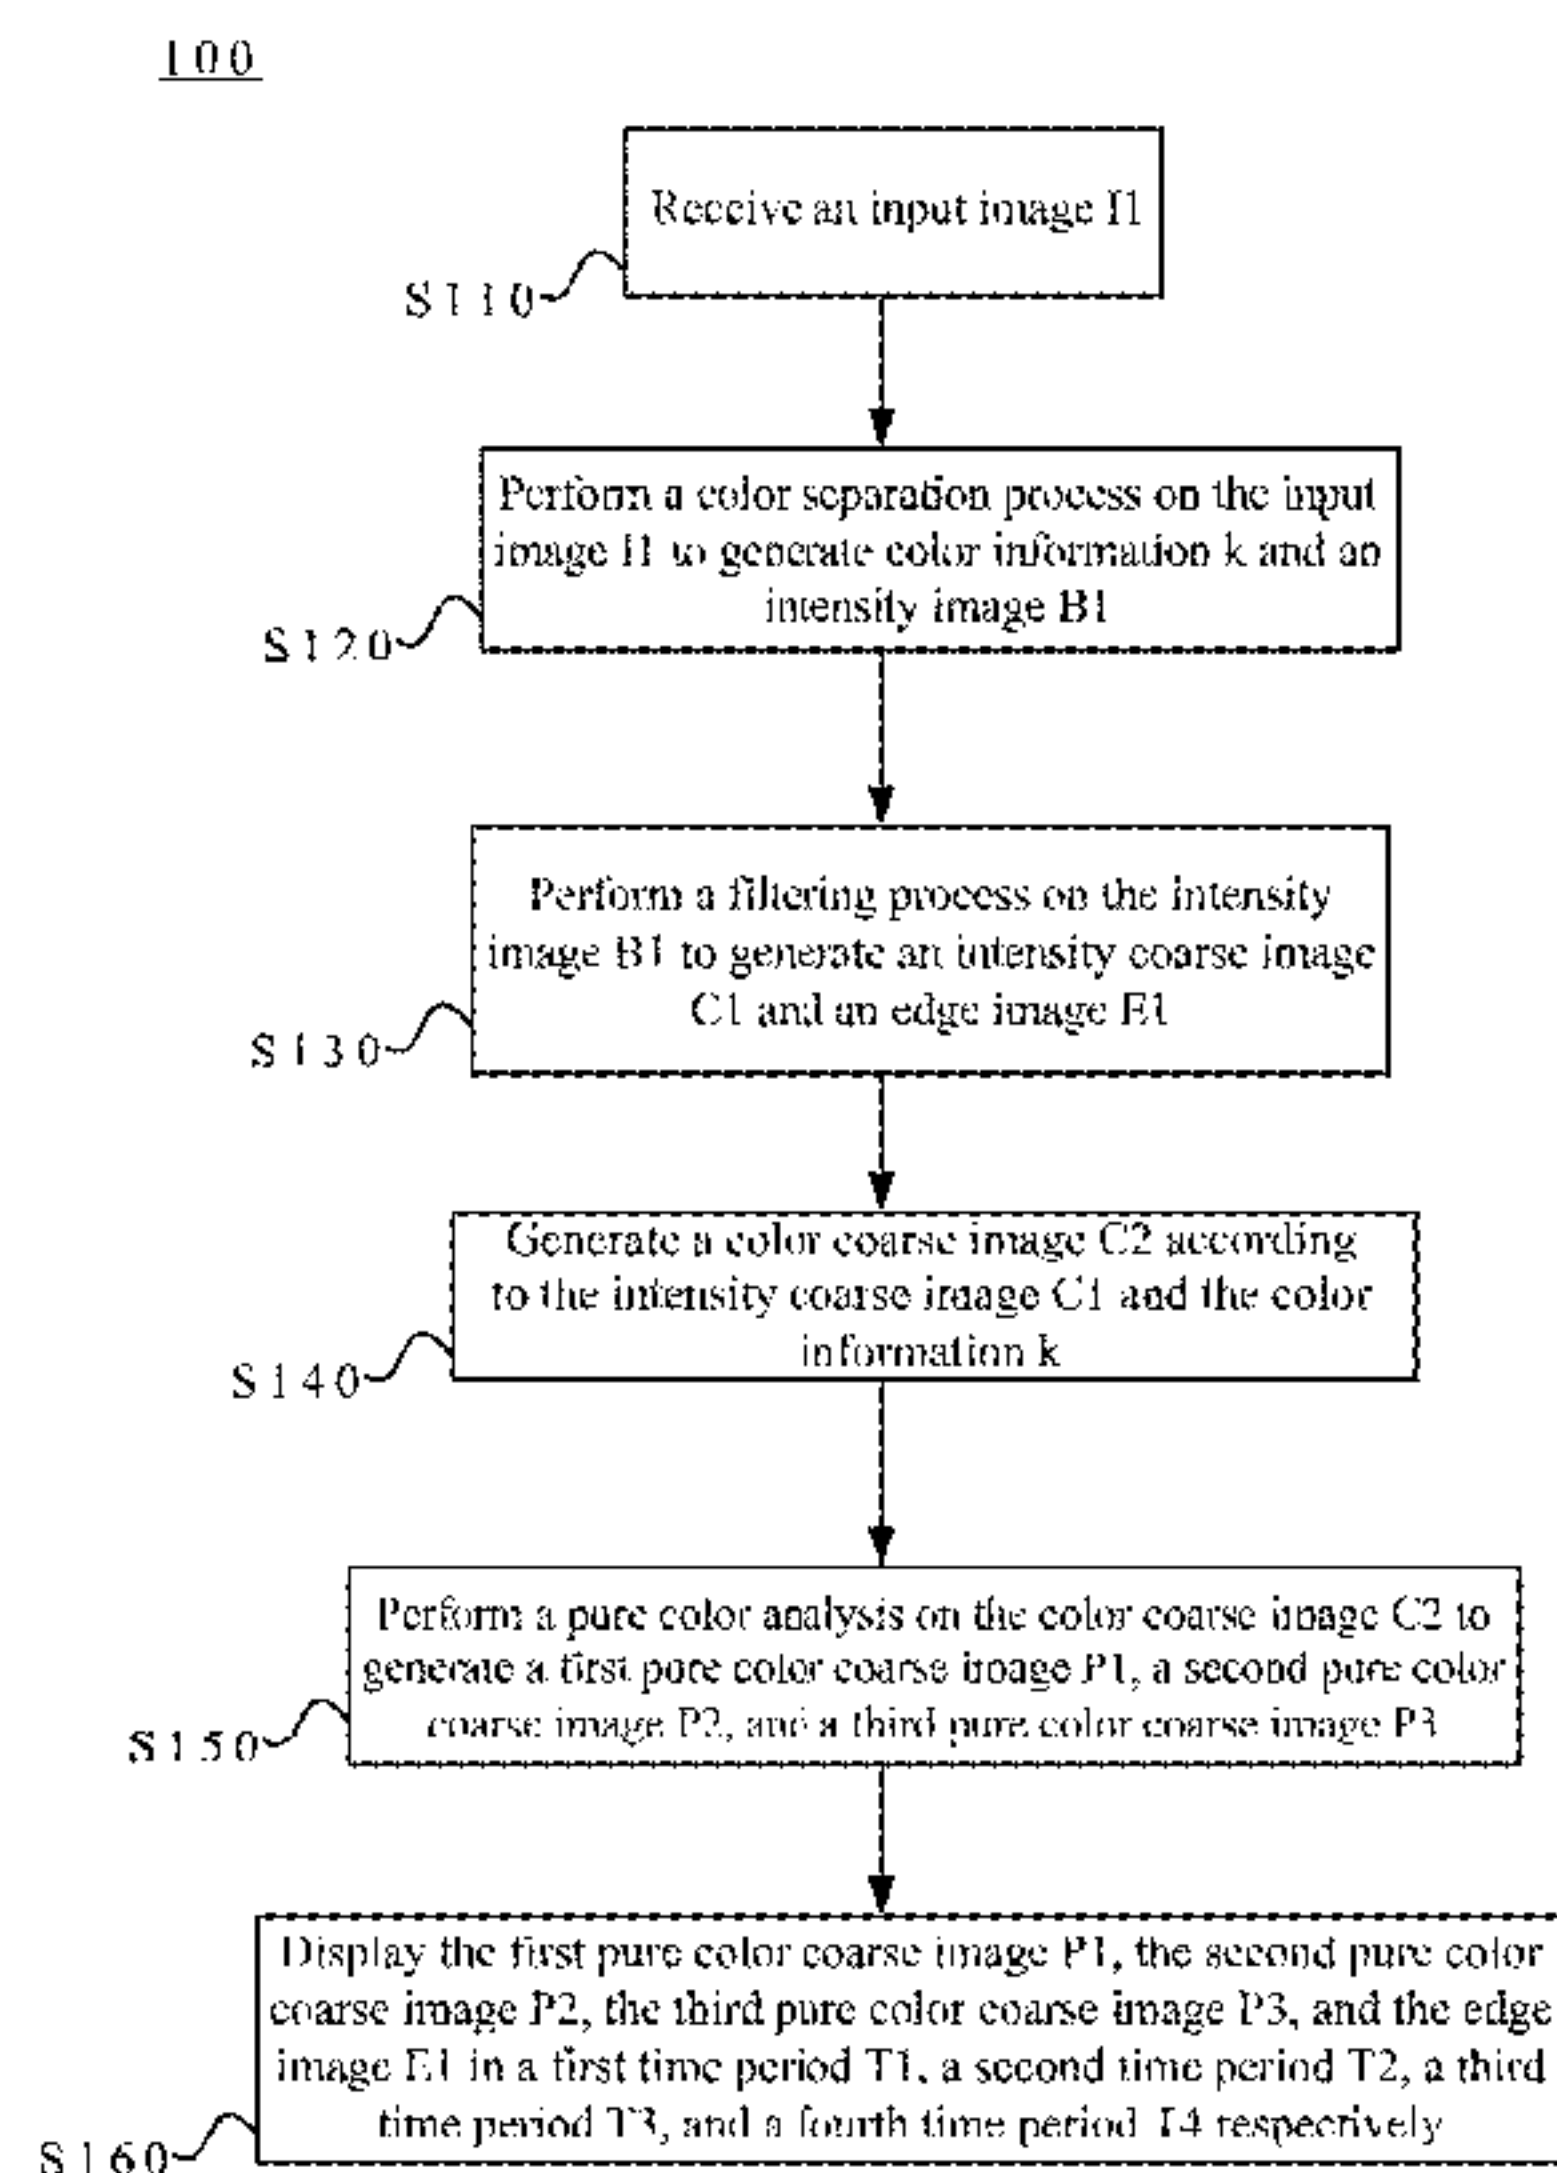 100
Receive an input image I1
S110
Perform a color separation process on the input
image I1 to generate color information k and an
intensity image B1
S120
Perform a filtering process on the intensity
image B1 to generate an intensity coarse image
C1 and an edge image E1
S130
Generate a color coarse image C2 according
to the intensity coarse image C1 and the color
information k
S140
Perform a pure color analysis on the color coarse image C2 to
generate a first pure color coarse image P1, a second pure color
coarse image P2, and a third pure color coarse image P3
S150
Display the first pure color coarse image P1, the second pure color
coarse image P2, the third pure color coarse image P3, and the edge
image E1 in a first time period T1, a second time period T2, a third
time period T3, and a fourth time period T4 respectively
S160